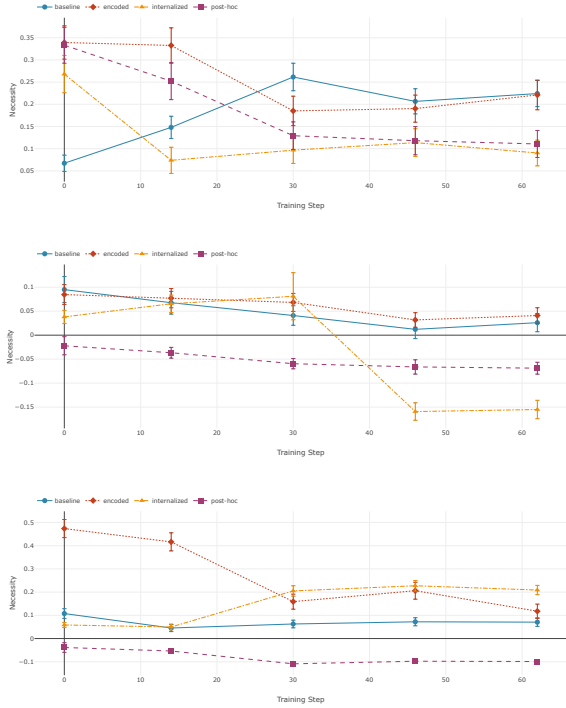 baseline encoded internalized post-hoc
0.35
0.3
0.25
0.2
0.15
0.1
0.05
Necessity
0 10 20 30 40 50 60
Training Step
baseline encoded internalized post-hoc
0.1
0.05
0
−0.05
−0.1
−0.15
Necessity
0 10 20 30 40 50 60
Training Step
baseline encoded internalized post-hoc
0.5
0.4
0.3
0.2
0.1
0
−0.1
Necessity
0 10 20 30 40 50 60
Training Step